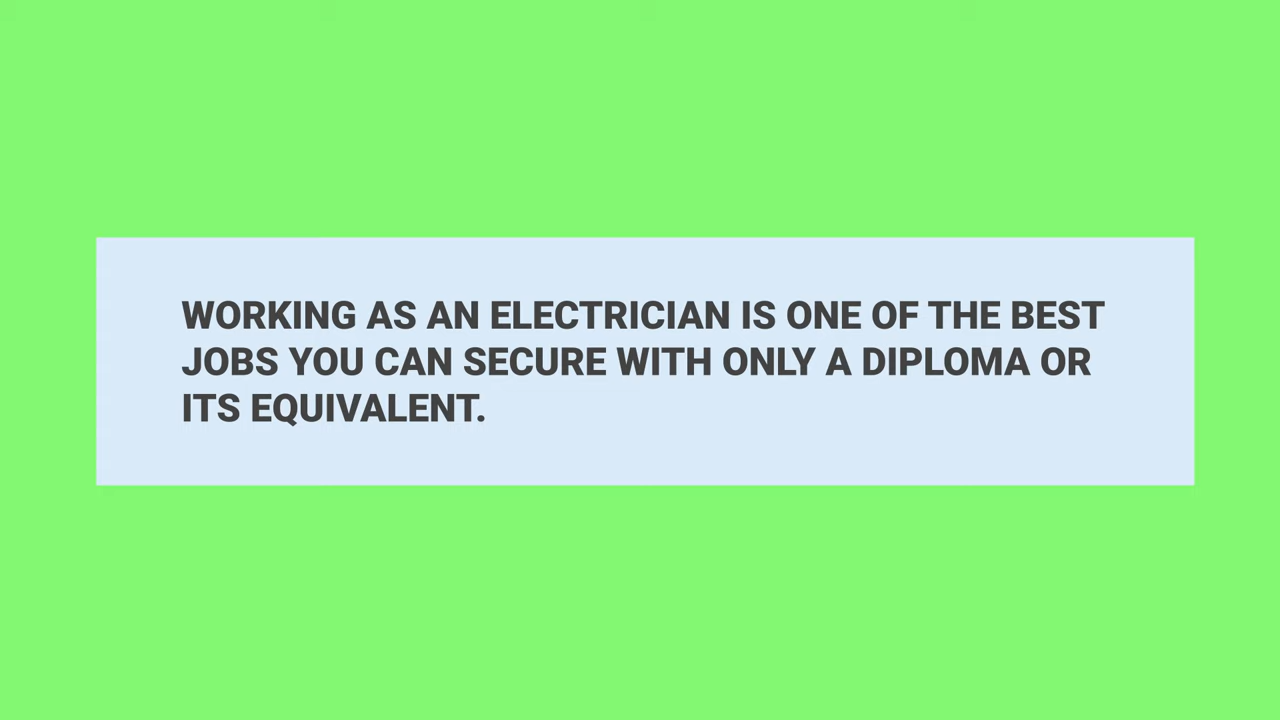 WORKING AS AN ELECTRICIAN IS ONE OF THE BEST
JOBS YOU CAN SECURE WITH ONLY A DIPLOMA OR
ITS EQUIVALENT.